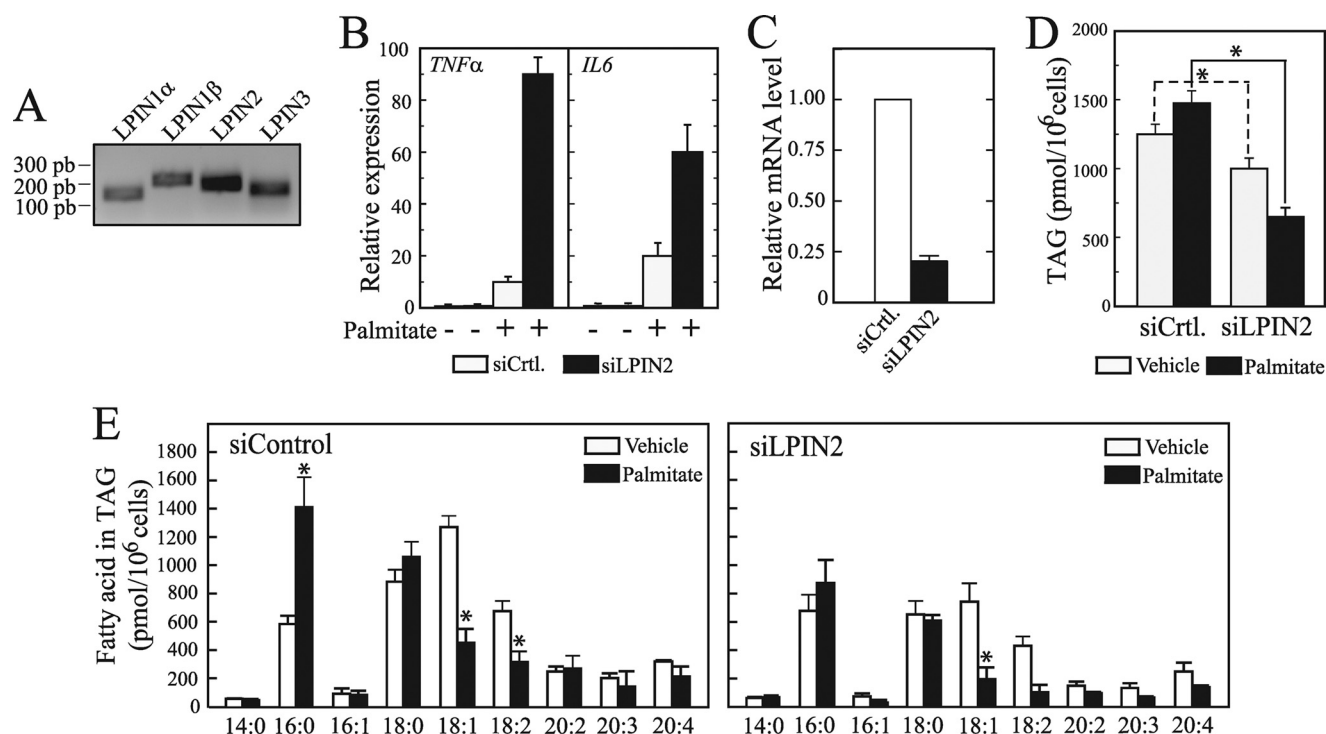 A
LPIN1α LPIN1β LPIN2 LPIN3
300 pb
200 pb
100 pb
B
Relative expression
100
80
60
40
20
0
TNFα
IL6
Palmitate - - + + - - + +
siCrtl. siLPIN2
C
Relative mRNA level
1.00
0.75
0.50
0.25
0
siCrtl.
siLPIN2
D
TAG (pmol/10⁶cells)
2000
1750
1500
1250
1000
750
500
250
0
* *
siCrtl. siLPIN2
Vehicle Palmitate
E
Fatty acid in TAG
(pmol/10⁶cells)
1800
1600
1400
1200
1000
800
600
400
200
0
siControl
Vehicle
Palmitate
* * *
14:0 16:0 16:1 18:0 18:1 18:2 20:2 20:3 20:4
siLPIN2
Vehicle
Palmitate
*
14:0 16:0 16:1 18:0 18:1 18:2 20:2 20:3 20:4